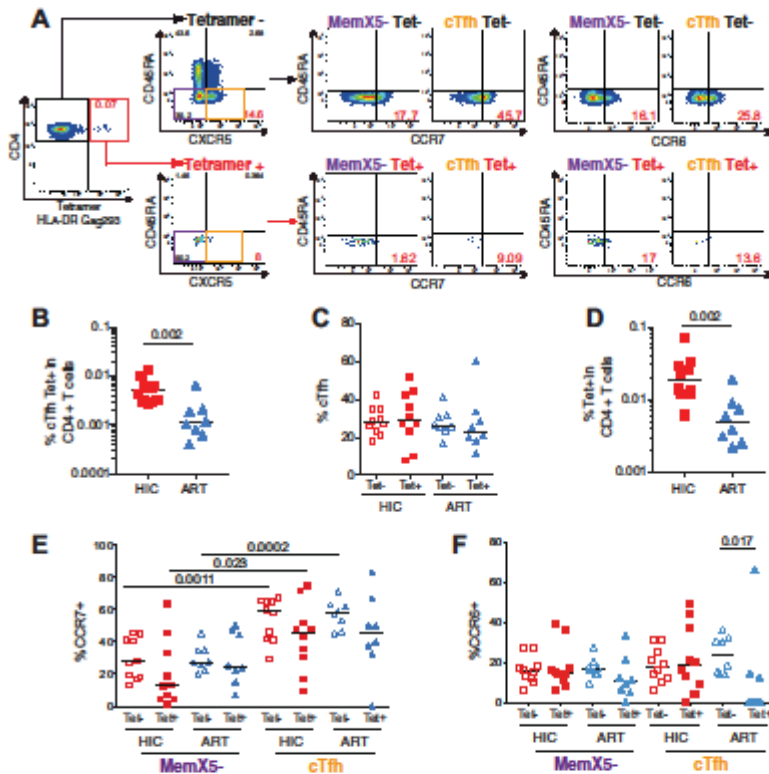 A
Tetramer -
MemX5- Tet-
cTfh Tet-
MemX5- Tet-
cTfh Tet-
CD4
0.07
CD45RA
14.6
CXCR5
CD45RA
17.7
45.7
CCR7
CD45RA
16.1
25.8
CCR6
Tetramer
HLA-DR Gag293
Tetramer +
MemX5- Tet+
cTfh Tet+
MemX5- Tet+
cTfh Tet+
CD45RA
CXCR5
CD45RA
1.82
9.09
CCR7
CD45RA
17
13.6
CCR6
B
% cTfh Tet+ in
CD4+ T cells
0.1
0.01
0.001
0.0001
0.002
HIC
ART
C
% cTfh
80
60
40
20
0
Tet-
Tet+
Tet-
Tet+
HIC
ART
D
% Tet+ in
CD4+ T cells
0.1
0.01
0.001
0.002
HIC
ART
E
%CCR7+
100
80
60
40
20
0
0.0002
0.023
0.0011
Tet-
Tet+
Tet-
Tet+
Tet-
Tet+
Tet-
Tet+
HIC
ART
HIC
ART
MemX5-
cTfh
F
%CCR6+
80
60
40
20
0
0.017
Tet-
Tet+
Tet-
Tet+
Tet-
Tet+
Tet-
Tet+
HIC
ART
HIC
ART
MemX5-
cTfh